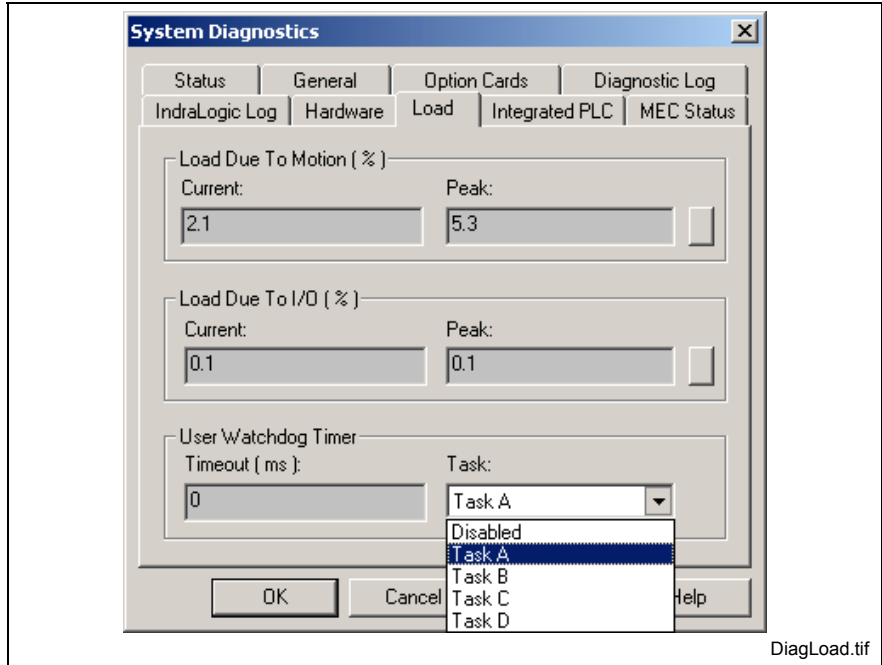 System Diagnostics
Status General Option Cards Diagnostic Log
IndraLogic Log Hardware Load Integrated PLC MEC Status
Load Due To Motion ( % )
Current: Peak:
2.1 5.3
Load Due To I/O ( % )
Current: Peak:
0.1 0.1
User Watchdog Timer
Timeout ( ms ): Task:
0 Task A
Disabled
Task A
Task B
OK Cancel Task C Help
Task D
DiagLoad.tif